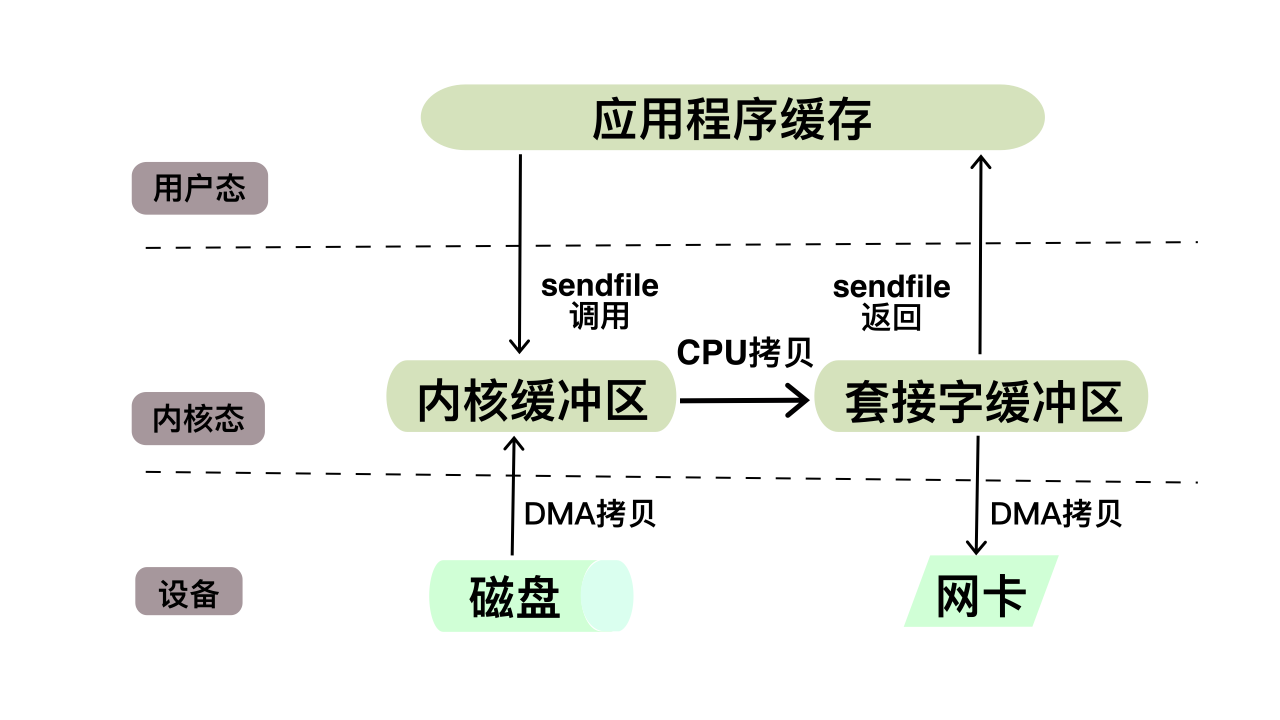 应用程序缓存
用户态
sendfile
调用
sendfile
返回
CPU拷贝
内核缓冲区
套接字缓冲区
内核态
DMA拷贝
DMA拷贝
设备
磁盘
网卡